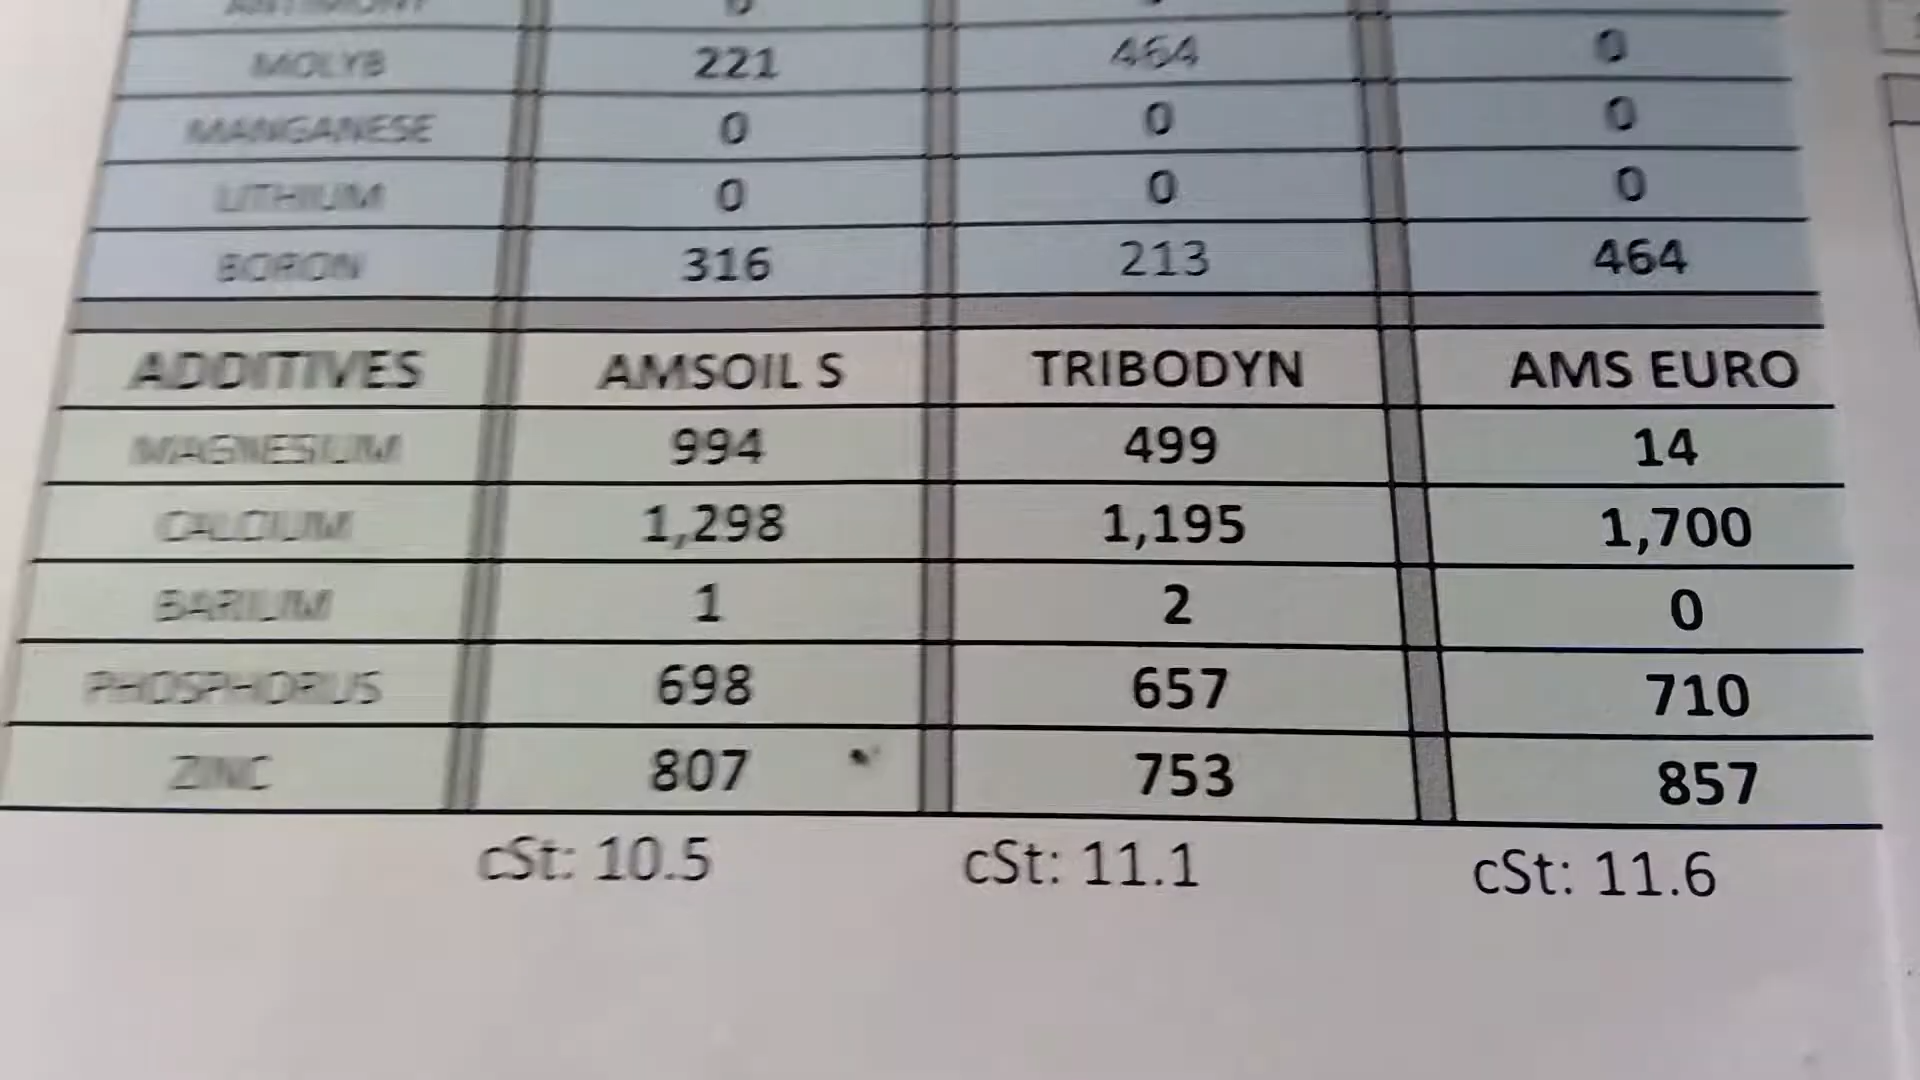 ANTIMONY 0
MOLYB 221 464 0
MANGANESE 0 0 0
LITHIUM 0 0 0
BORON 316 213 464
ADDITIVES AMSOIL S TRIBODYN AMS EURO
MAGNESIUM 994 499 14
CALCIUM 1,298 1,195 1,700
BARIUM 1 2 0
PHOSPHORUS 698 657 710
ZINC 807 753 857
cSt: 10.5 cSt: 11.1 cSt: 11.6